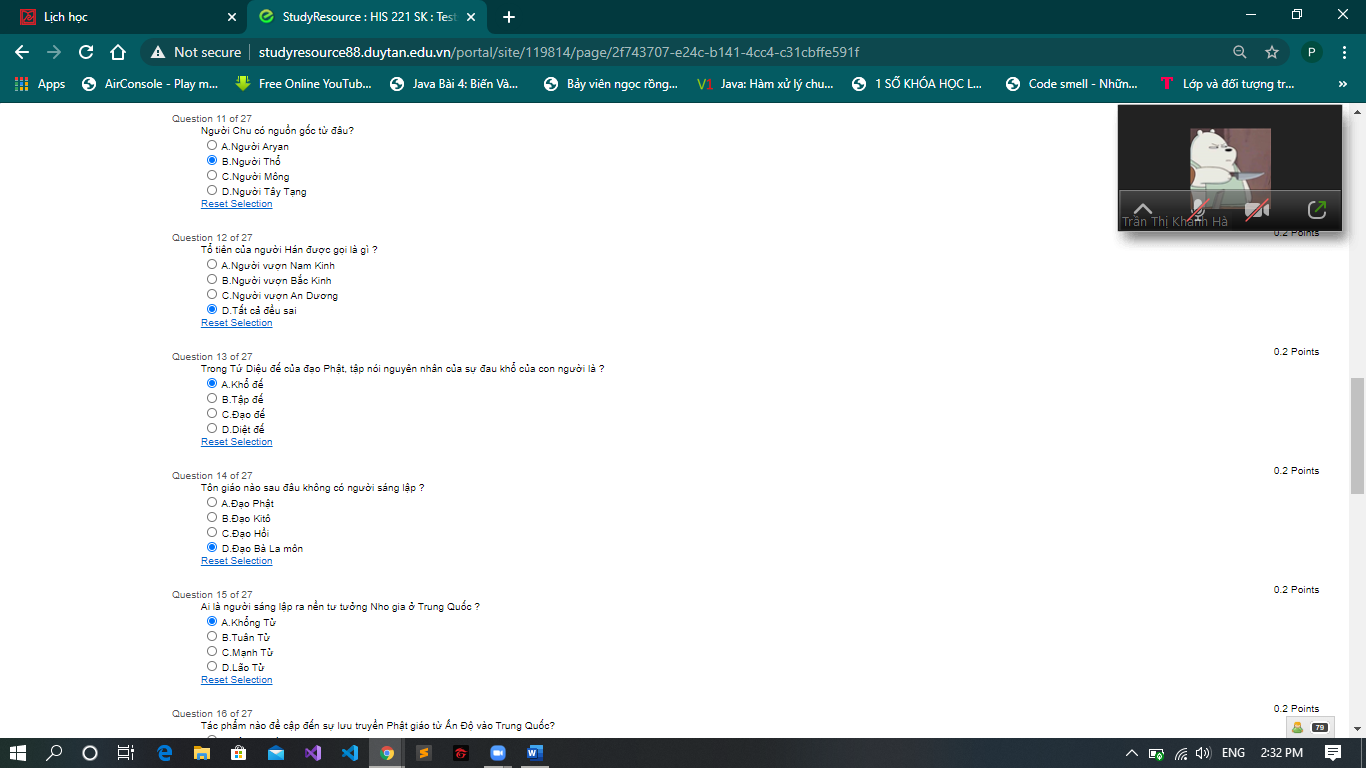 Lịch học
StudyResource : HIS 221 SK : Test
Not secure | studyresource88.duytan.edu.vn/portal/site/119814/page/2f743707-e24c-b141-4cc4-c31cbffe591f
P
Apps
AirConsole - Play m...
Free Online YouTub...
Java Bài 4: Biến Và...
Bảy viên ngọc rồng...
V1 Java: Hàm xử lý chu...
1 SỐ KHÓA HỌC L...
Code smell - Nhữn...
T Lớp và đối tượng tr...
»
Question 11 of 27
Người Chu có nguồn gốc từ đâu?
A.Người Aryan
B.Người Thổ
C.Người Mông
D.Người Tây Tạng
Reset Selection
Trần Thị Khánh Hà
Question 12 of 27
0.2 Points
Tổ tiên của người Hán được gọi là gì ?
A.Người vượn Nam Kinh
B.Người vượn Bắc Kinh
C.Người vượn An Dương
D.Tất cả đều sai
Reset Selection
Question 13 of 27
0.2 Points
Trong Tứ Diệu đế của đạo Phật, tập nói nguyên nhân của sự đau khổ của con người là ?
A.Khổ đế
B.Tập đế
C.Đạo đế
D.Diệt đế
Reset Selection
Question 14 of 27
0.2 Points
Tôn giáo nào sau đâu không có người sáng lập ?
A.Đạo Phật
B.Đạo Kitô
C.Đạo Hồi
D.Đạo Bà La môn
Reset Selection
Question 15 of 27
0.2 Points
Ai là người sáng lập ra nền tư tưởng Nho gia ở Trung Quốc ?
A.Khổng Tử
B.Tuân Tử
C.Mạnh Tử
D.Lão Tử
Reset Selection
Question 16 of 27
0.2 Points
Tác phẩm nào đề cập đến sự lưu truyền Phật giáo từ Ấn Độ vào Trung Quốc?
79
ENG
2:32 PM